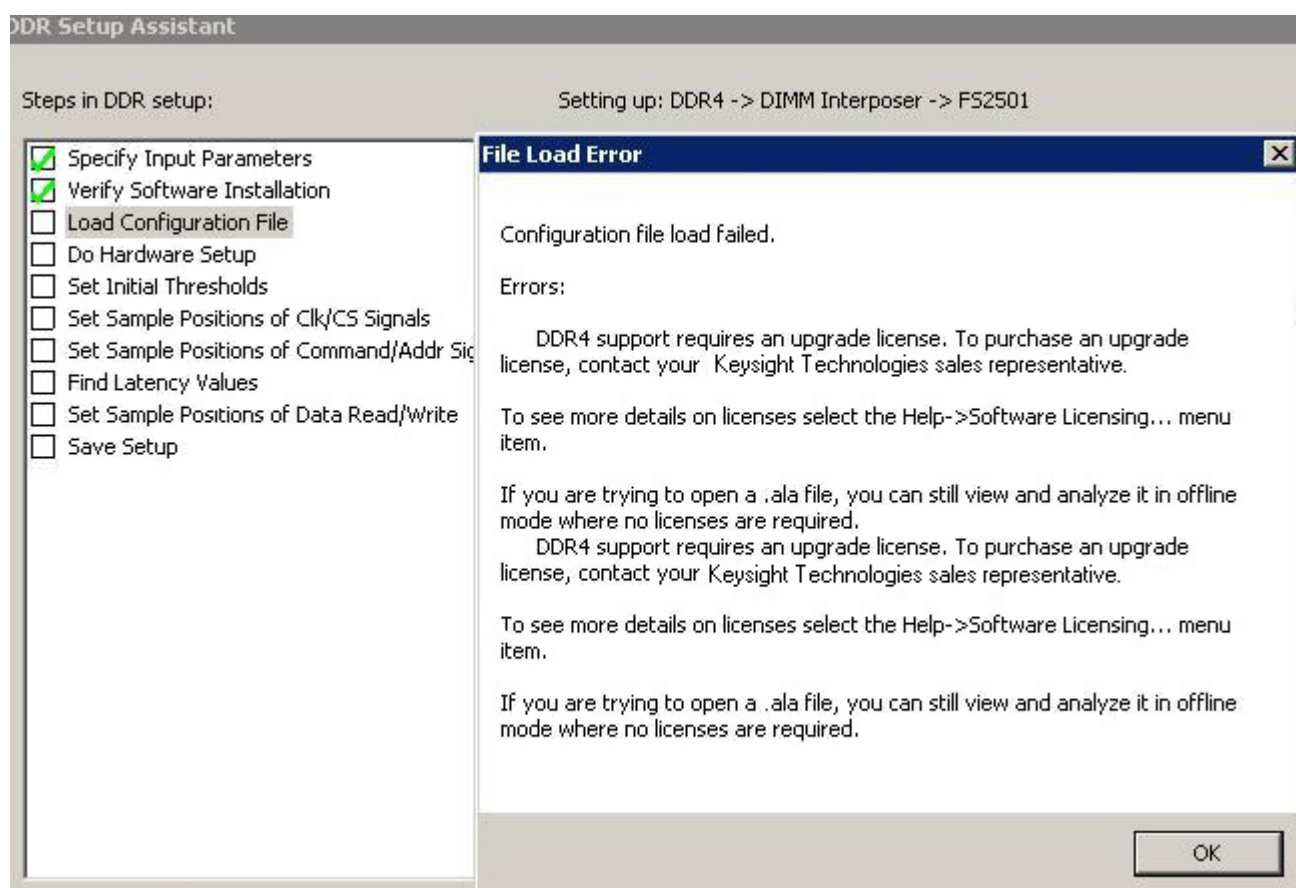 DDR Setup Assistant
Steps in DDR setup:
Setting up: DDR4 -> DIMM Interposer -> FS2501
Specify Input Parameters
Verify Software Installation
Load Configuration File
Do Hardware Setup
Set Initial Thresholds
Set Sample Positions of Clk/CS Signals
Set Sample Positions of Command/Addr Sig
Find Latency Values
Set Sample Positions of Data Read/Write
Save Setup
File Load Error
Configuration file load failed.
Errors:
DDR4 support requires an upgrade license. To purchase an upgrade
license, contact your Keysight Technologies sales representative.
To see more details on licenses select the Help->Software Licensing... menu
item.
If you are trying to open a .ala file, you can still view and analyze it in offline
mode where no licenses are required.
DDR4 support requires an upgrade license. To purchase an upgrade
license, contact your Keysight Technologies sales representative.
To see more details on licenses select the Help->Software Licensing... menu
item.
If you are trying to open a .ala file, you can still view and analyze it in offline
mode where no licenses are required.
OK